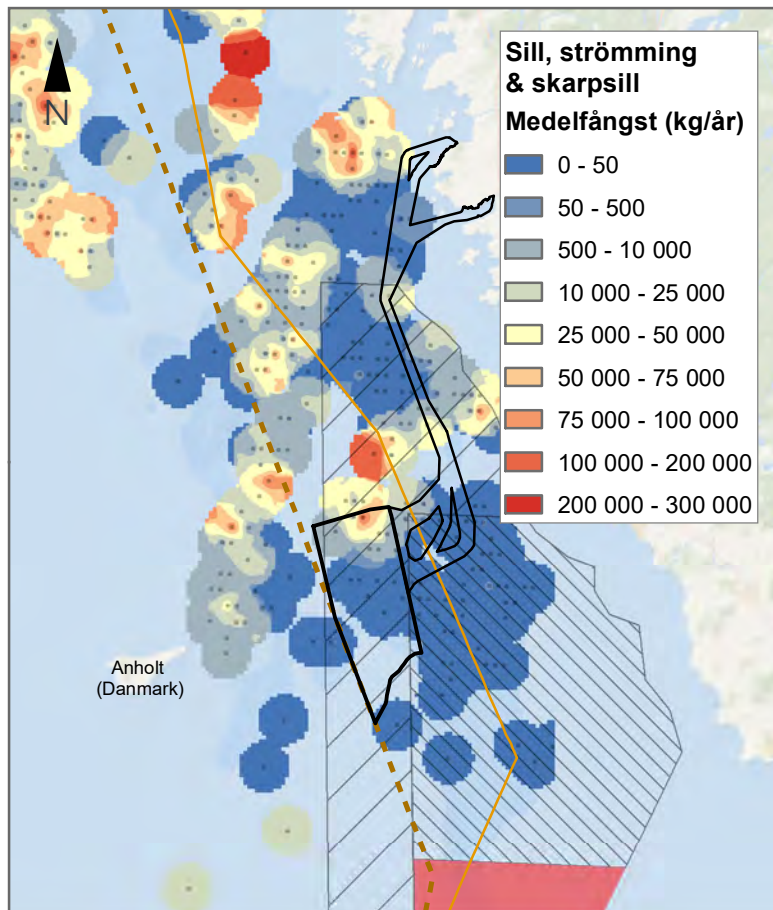 N
Sill, strömming
& skarpsill
Medelfångst (kg/år)
0 - 50
50 - 500
500 - 10 000
10 000 - 25 000
25 000 - 50 000
50 000 - 75 000
75 000 - 100 000
100 000 - 200 000
200 000 - 300 000
Anholt
(Danmark)